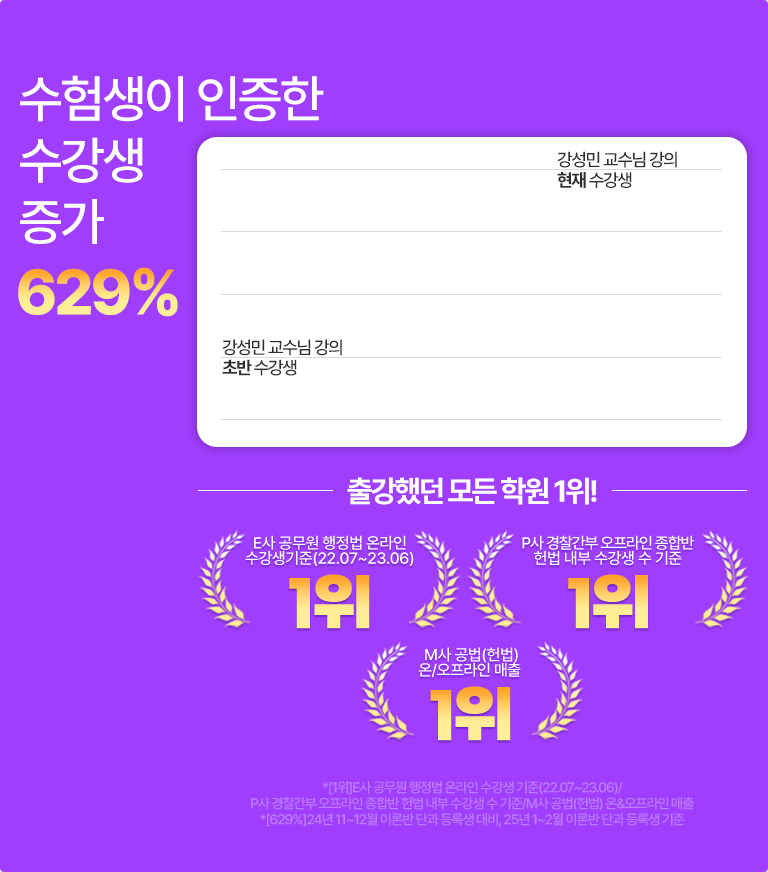 수험생이 인증한
수강생
증가
629%
강성민 교수님 강의
현재 수강생
강성민 교수님 강의
초반 수강생
출강했던 모든 학원 1위!
E사 공무원 행정법 온라인
수강생기준(22.07~23.06)
1위
P사 경찰간부 오프라인 종합반
헌법 내부 수강생 수 기준
1위
M사 공법(헌법)
온/오프라인 매출
1위
*[1위]E사 공무원 행정법 온라인 수강생 기준(22.07~23.06)/
P사 경찰간부 오프라인 종합반 헌법 내부 수강생 수 기준/M사 공법(헌법) 온&오프라인 매출
*[629%]24년 11~12월 이론반 단과 등록생 대비, 25년 1~2월 이론반 단과 등록생 기준